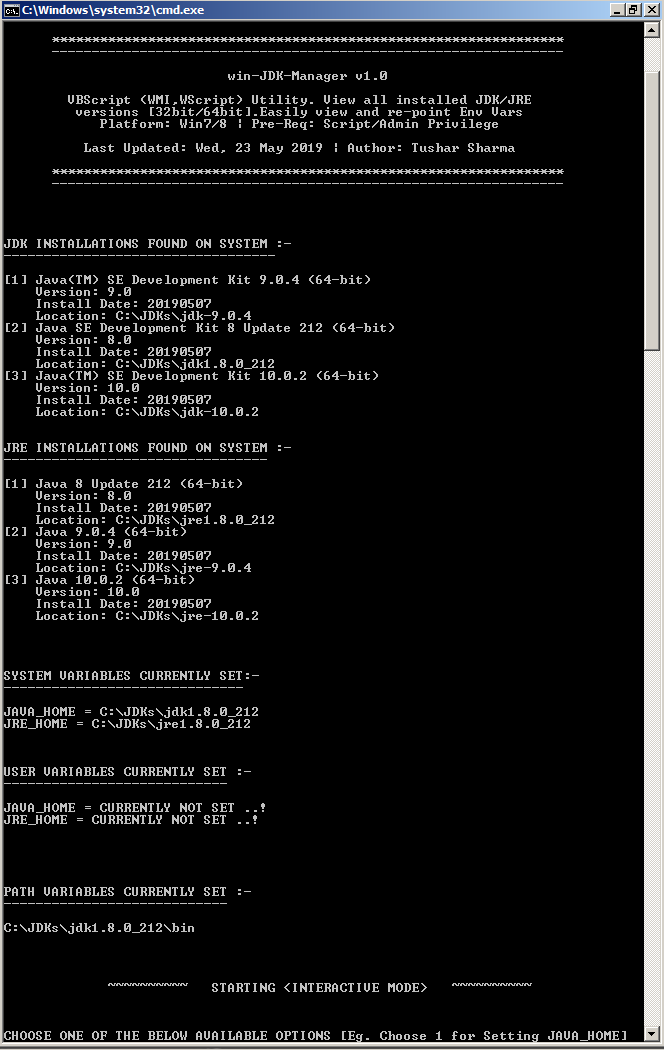 C:\Windows\system32\cmd.exe
****************************************************************
----------------------------------------------------------------
win-JDK-Manager v1.0
VBScript (WMI,WScript) Utility. View all installed JDK/JRE
versions [32bit/64bit].Easily view and re-point Env Vars
Platform: Win7/8 | Pre-Req: Script/Admin Privilege
Last Updated: Wed, 23 May 2019 | Author: Tushar Sharma
****************************************************************
----------------------------------------------------------------
JDK INSTALLATIONS FOUND ON SYSTEM :-
----------------------------------
[1] Java(TM) SE Development Kit 9.0.4 (64-bit)
Version: 9.0
Install Date: 20190507
Location: C:\JDKs\jdk-9.0.4
[2] Java SE Development Kit 8 Update 212 (64-bit)
Version: 8.0
Install Date: 20190507
Location: C:\JDKs\jdk1.8.0_212
[3] Java(TM) SE Development Kit 10.0.2 (64-bit)
Version: 10.0
Install Date: 20190507
Location: C:\JDKs\jdk-10.0.2
JRE INSTALLATIONS FOUND ON SYSTEM :-
---------------------------------
[1] Java 8 Update 212 (64-bit)
Version: 8.0
Install Date: 20190507
Location: C:\JDKs\jre1.8.0_212
[2] Java 9.0.4 (64-bit)
Version: 9.0
Install Date: 20190507
Location: C:\JDKs\jre-9.0.4
[3] Java 10.0.2 (64-bit)
Version: 10.0
Install Date: 20190507
Location: C:\JDKs\jre-10.0.2
SYSTEM VARIABLES CURRENTLY SET:-
------------------------------
JAVA_HOME = C:\JDKs\jdk1.8.0_212
JRE_HOME = C:\JDKs\jre1.8.0_212
USER VARIABLES CURRENTLY SET :-
----------------------------
JAVA_HOME = CURRENTLY NOT SET ..!
JRE_HOME = CURRENTLY NOT SET ..!
PATH VARIABLES CURRENTLY SET :-
----------------------------
C:\JDKs\jdk1.8.0_212\bin
~~~~~~~~~~ STARTING <INTERACTIVE MODE> ~~~~~~~~~~
CHOOSE ONE OF THE BELOW AVAILABLE OPTIONS [Eg. Choose 1 for Setting JAVA_HOME]